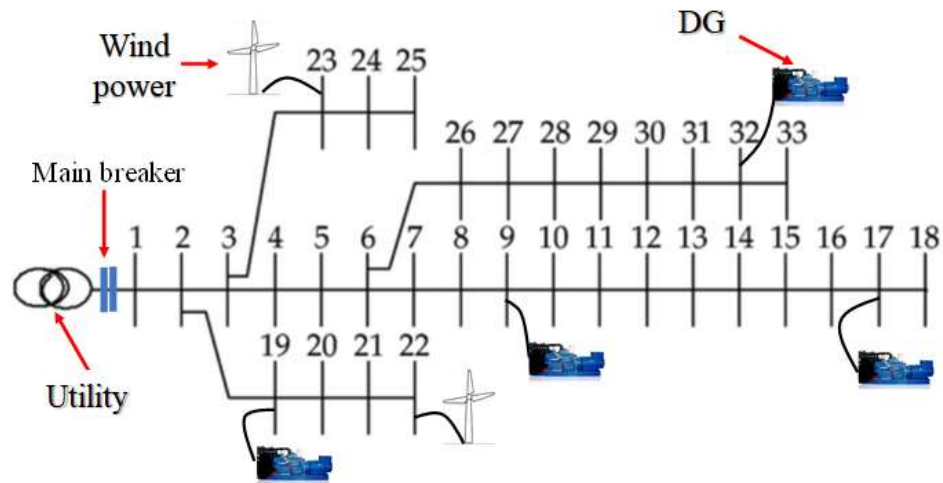 Wind
power
DG
23 24 25
26 27 28 29 30 31 32 33
Main breaker
1 2 3 4 5 6 7 8 9 10 11 12 13 14 15 16 17 18
19 20 21 22
Utility